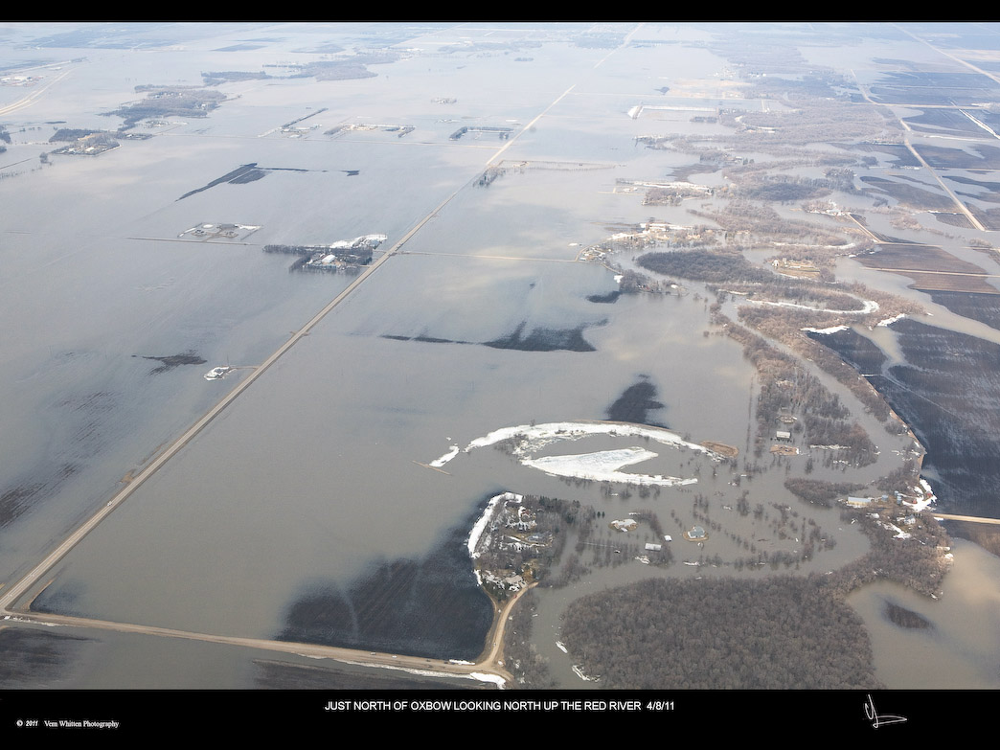 JUST NORTH OF OXBOW LOOKING NORTH UP THE RED RIVER 4/8/11
© 2011 Vern Whitten Photography